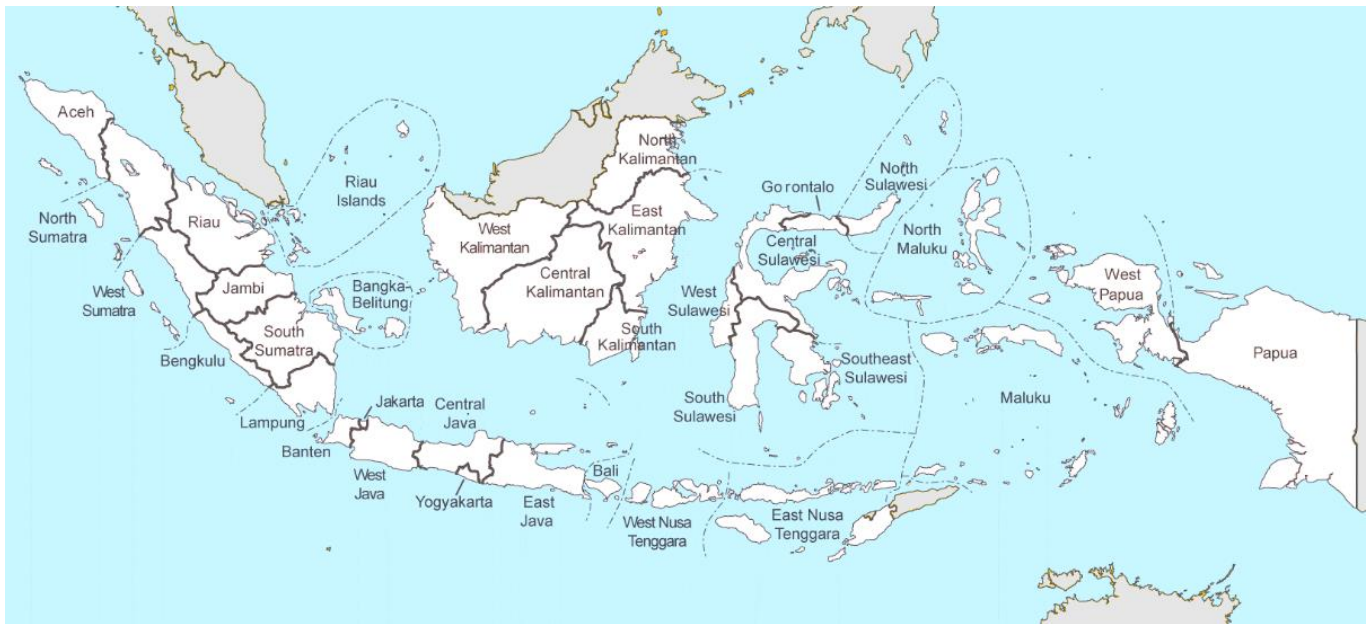 Aceh
North
Sumatra
Riau
Riau
Islands
West
Sumatra
Jambi
Bengkulu
South
Sumatra
Bangka-
Belitung
Lampung
Banten
Jakarta
West
Java
Central
Java
Yogyakarta
East
Java
Bali
West Nusa
Tenggara
East Nusa
Tenggara
West
Kalimantan
Central
Kalimantan
South
Kalimantan
East
Kalimantan
North
Kalimantan
West
Sulawesi
South
Sulawesi
Southeast
Sulawesi
Central
Sulawesi
Go rontalo
North
Sulawesi
North
Maluku
Maluku
West
Papua
Papua